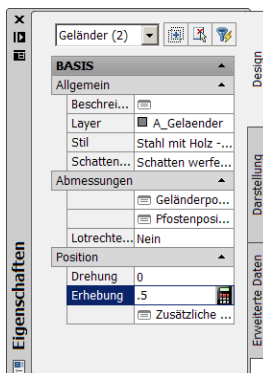 Geländer (2)
BASIS
Allgemein
Beschrei...
Layer A_Gelaender
Stil Stahl mit Holz -...
Schatten... Schatten werfe...
Abmessungen
Geländerpo...
Pfostenposi...
Lotrechte... Nein
Position
Drehung 0
Erhebung .5
Zusätzliche ...
Eigenschaften
Design
Darstellung
Erweiterte Daten